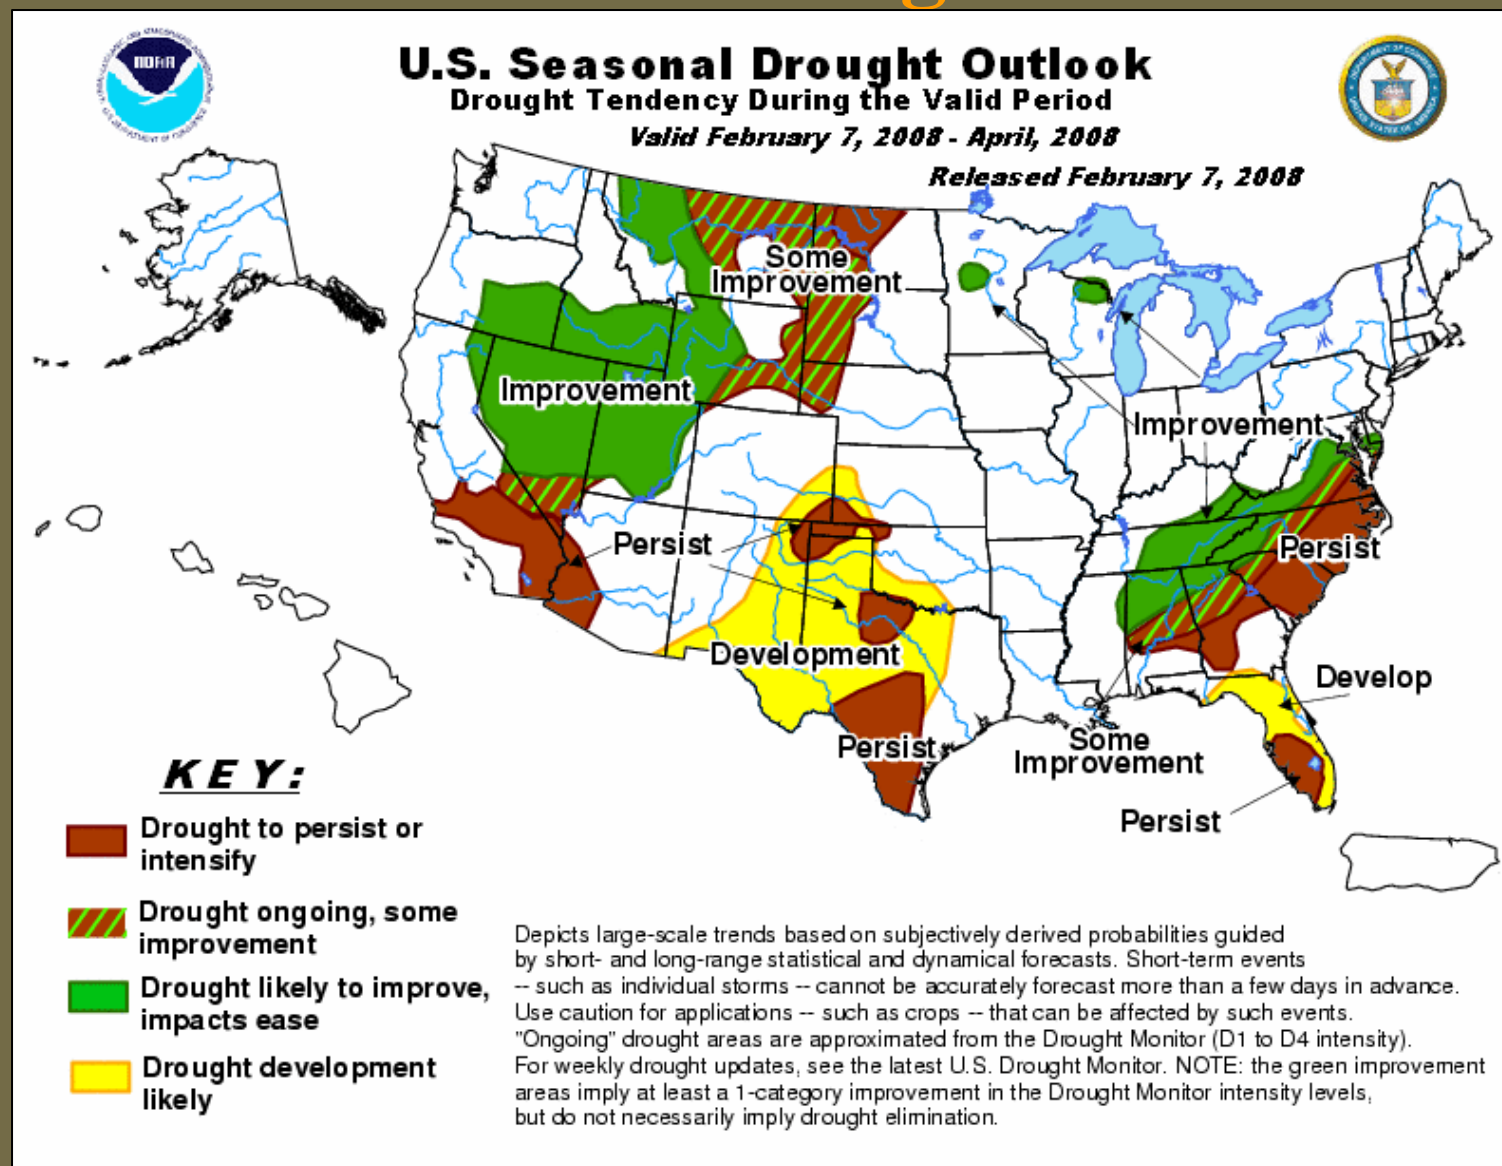 g
NOAA
U.S. Seasonal Drought Outlook
Drought Tendency During the Valid Period
Valid February 7, 2008 - April, 2008
Released February 7, 2008
Some
Improvement
Improvement
Improvement
Persist
Persist
Development
Develop
Persist
Some
Improvement
Persist
KEY:
Drought to persist or
intensify
Drought ongoing, some
improvement
Drought likely to improve,
impacts ease
Drought development
likely
Depicts large-scale trends based on subjectively derived probabilities guided
by short- and long-range statistical and dynamical forecasts. Short-term events
-- such as individual storms -- cannot be accurately forecast more than a few days in advance.
Use caution for applications -- such as crops -- that can be affected by such events.
"Ongoing" drought areas are approximated from the Drought Monitor (D1 to D4 intensity).
For weekly drought updates, see the latest U.S. Drought Monitor. NOTE: the green improvement
areas imply at least a 1-category improvement in the Drought Monitor intensity levels,
but do not necessarily imply drought elimination.